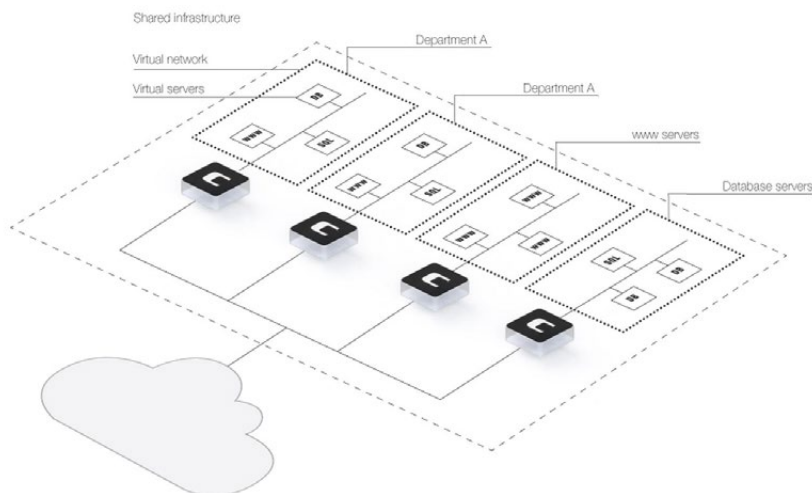 Shared infrastructure
Department A
Virtual network
Virtual servers
Department A
www servers
Database servers
DB
www
SQL
DB
www
SQL
www
www
www
SQL
DB
DB